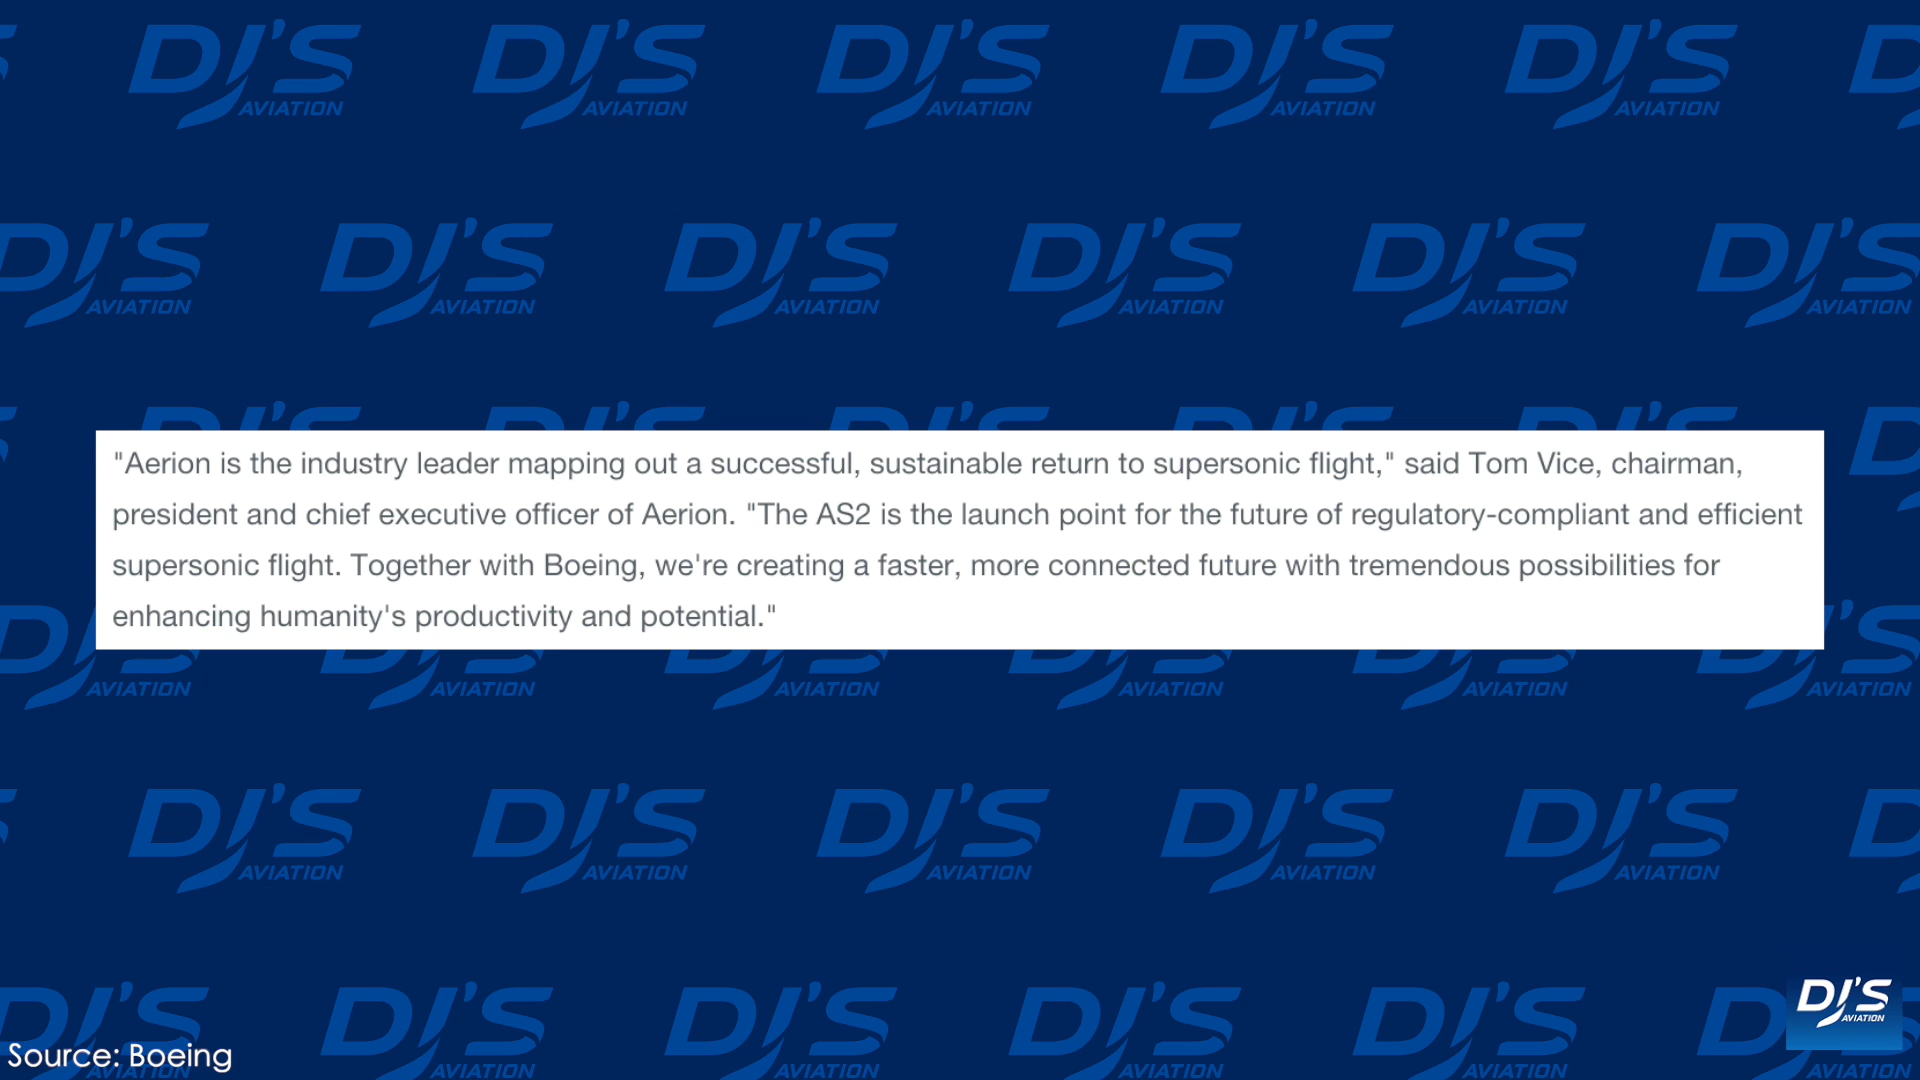 "Aerion is the industry leader mapping out a successful, sustainable return to supersonic flight," said Tom Vice, chairman,
president and chief executive officer of Aerion. "The AS2 is the launch point for the future of regulatory-compliant and efficient
supersonic flight. Together with Boeing, we're creating a faster, more connected future with tremendous possibilities for
enhancing humanity's productivity and potential."
DJ'S
AVIATION
Source: Boeing